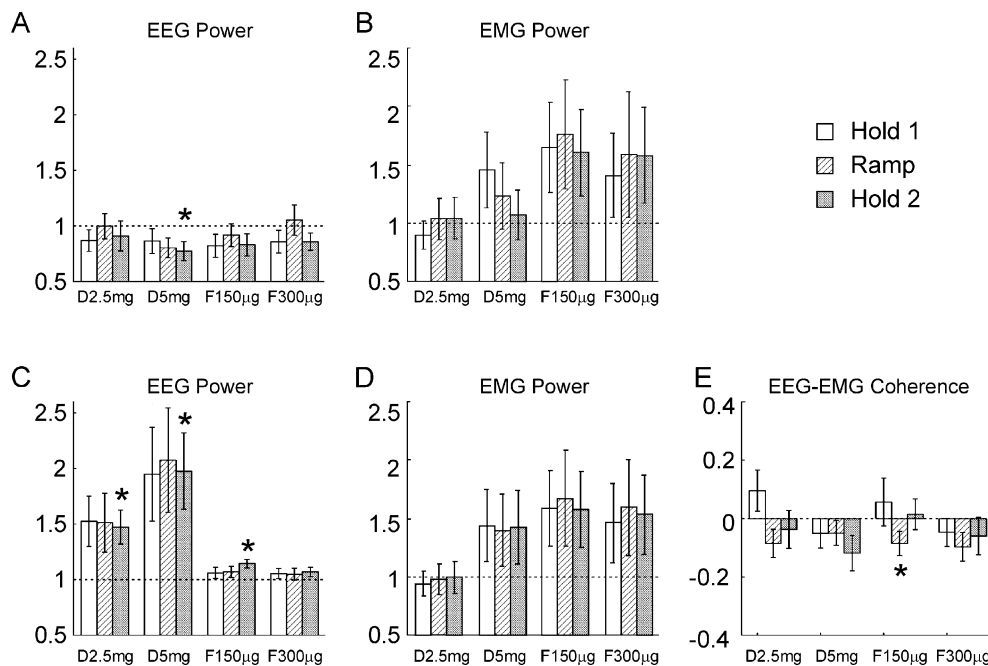 A
EEG Power
2.5
2
1.5
1
0.5
*
D2.5mg D5mg F150μg F300μg
B
EMG Power
2.5
2
1.5
1
0.5
D2.5mg D5mg F150μg F300μg
Hold 1
Ramp
Hold 2
C
EEG Power
2.5
2
1.5
1
0.5
* * *
D2.5mg D5mg F150μg F300μg
D
EMG Power
2.5
2
1.5
1
0.5
D2.5mg D5mg F150μg F300μg
E
EEG-EMG Coherence
0.4
0.2
0
-0.2
-0.4
*
D2.5mg D5mg F150μg F300μg